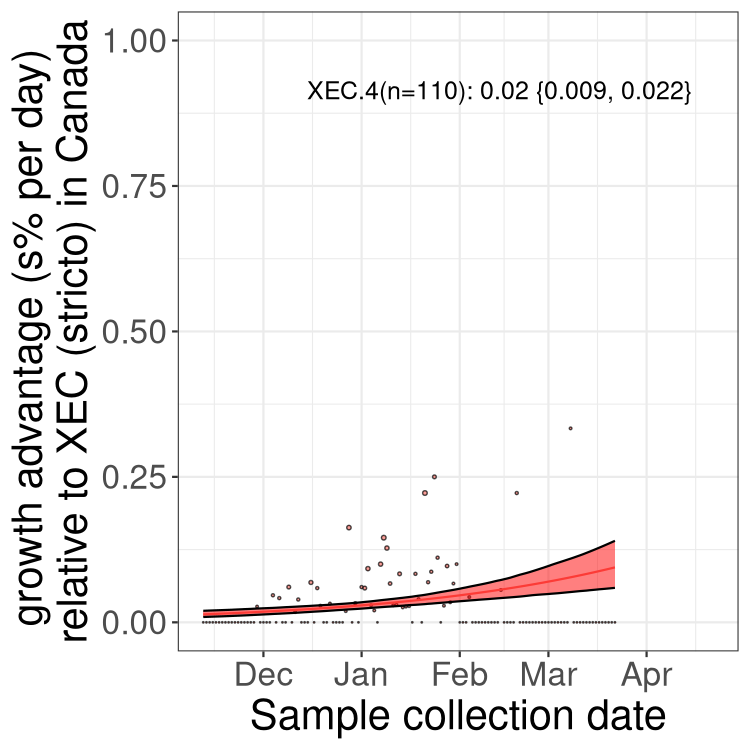 growth advantage (s% per day)
relative to XEC (stricto) in Canada
1.00
0.75
0.50
0.25
0.00
XEC.4(n=110): 0.02 {0.009, 0.022}
Dec Jan Feb Mar Apr
Sample collection date